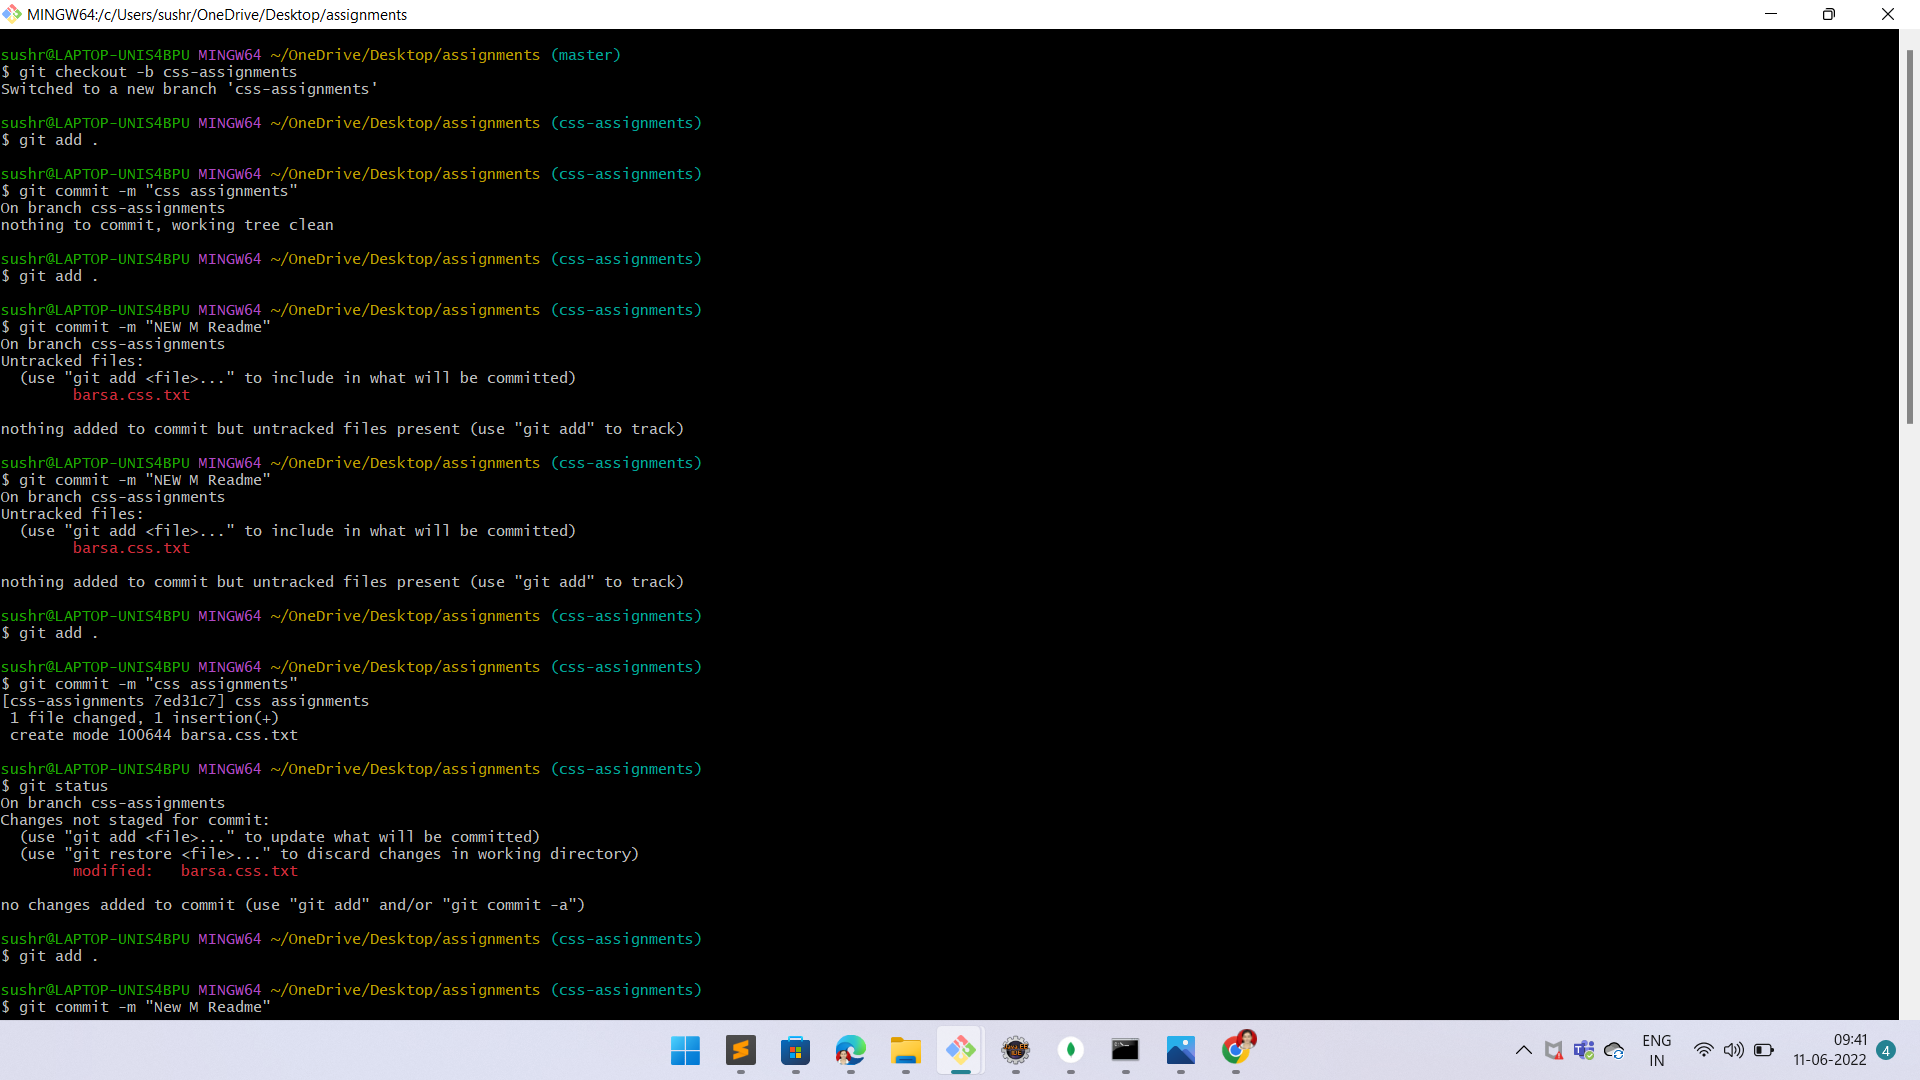 MINGW64:/c/Users/sushr/OneDrive/Desktop/assignments
sushr@LAPTOP-UNIS4BPU MINGW64 ~/OneDrive/Desktop/assignments (master)
$ git checkout -b css-assignments
Switched to a new branch 'css-assignments'
sushr@LAPTOP-UNIS4BPU MINGW64 ~/OneDrive/Desktop/assignments (css-assignments)
$ git add .
sushr@LAPTOP-UNIS4BPU MINGW64 ~/OneDrive/Desktop/assignments (css-assignments)
$ git commit -m "css assignments"
On branch css-assignments
nothing to commit, working tree clean
sushr@LAPTOP-UNIS4BPU MINGW64 ~/OneDrive/Desktop/assignments (css-assignments)
$ git add .
sushr@LAPTOP-UNIS4BPU MINGW64 ~/OneDrive/Desktop/assignments (css-assignments)
$ git commit -m "NEW M Readme"
On branch css-assignments
Untracked files:
  (use "git add <file>..." to include in what will be committed)
        barsa.css.txt
nothing added to commit but untracked files present (use "git add" to track)
sushr@LAPTOP-UNIS4BPU MINGW64 ~/OneDrive/Desktop/assignments (css-assignments)
$ git commit -m "NEW M Readme"
On branch css-assignments
Untracked files:
  (use "git add <file>..." to include in what will be committed)
        barsa.css.txt
nothing added to commit but untracked files present (use "git add" to track)
sushr@LAPTOP-UNIS4BPU MINGW64 ~/OneDrive/Desktop/assignments (css-assignments)
$ git add .
sushr@LAPTOP-UNIS4BPU MINGW64 ~/OneDrive/Desktop/assignments (css-assignments)
$ git commit -m "css assignments"
[css-assignments 7ed31c7] css assignments
 1 file changed, 1 insertion(+)
 create mode 100644 barsa.css.txt
sushr@LAPTOP-UNIS4BPU MINGW64 ~/OneDrive/Desktop/assignments (css-assignments)
$ git status
On branch css-assignments
Changes not staged for commit:
  (use "git add <file>..." to update what will be committed)
  (use "git restore <file>..." to discard changes in working directory)
        modified:   barsa.css.txt
no changes added to commit (use "git add" and/or "git commit -a")
sushr@LAPTOP-UNIS4BPU MINGW64 ~/OneDrive/Desktop/assignments (css-assignments)
$ git add .
sushr@LAPTOP-UNIS4BPU MINGW64 ~/OneDrive/Desktop/assignments (css-assignments)
$ git commit -m "New M Readme"
ENG
IN
09:41
11-06-2022
4